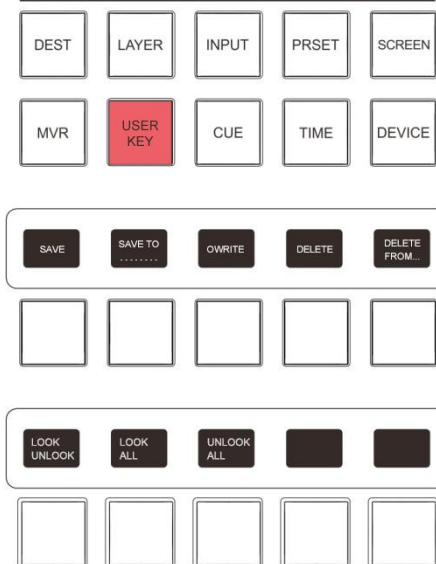 DEST LAYER INPUT PRSET SCREEN
MVR USER KEY CUE TIME DEVICE
SAVE SAVE TO ........ OWRITE DELETE DELETE FROM...
LOOK UNLOOK LOOK ALL UNLOOK ALL